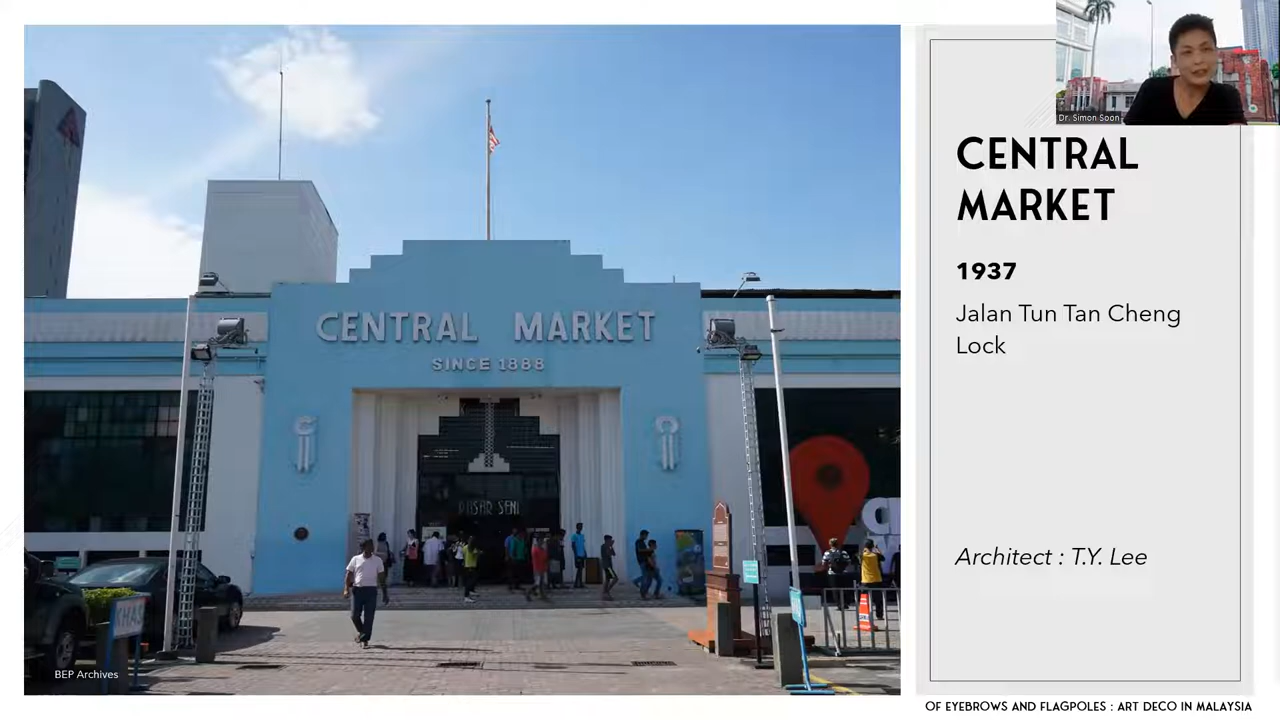 CENTRAL MARKET
SINCE 1888
PASAR SENI
KHAS
BEP Archives
Dr. Simon Soon
CENTRAL
MARKET
1937
Jalan Tun Tan Cheng
Lock
Architect : T.Y. Lee
OF EYEBROWS AND FLAGPOLES : ART DECO IN MALAYSIA